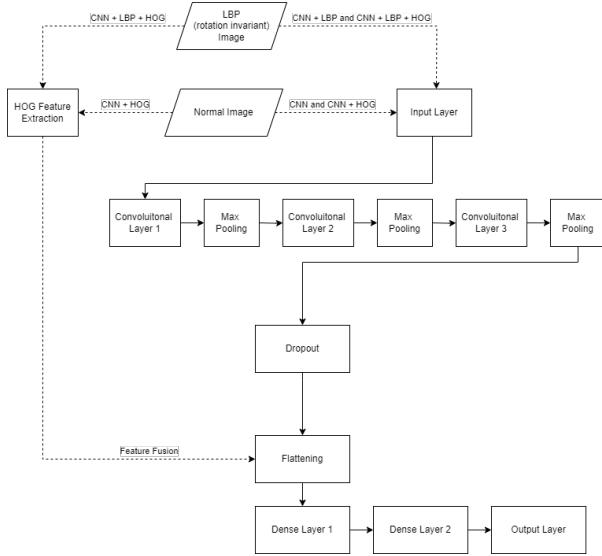 CNN + LBP + HOG
LBP
(rotation invariant)
Image
CNN + LBP and CNN + LBP + HOG
HOG Feature
Extraction
CNN + HOG
Normal Image
CNN and CNN + HOG
Input Layer
Convoluitonal
Layer 1
Max
Pooling
Convoluitonal
Layer 2
Max
Pooling
Convoluitonal
Layer 3
Max
Pooling
Dropout
Feature Fusion
Flattening
Dense Layer 1
Dense Layer 2
Output Layer